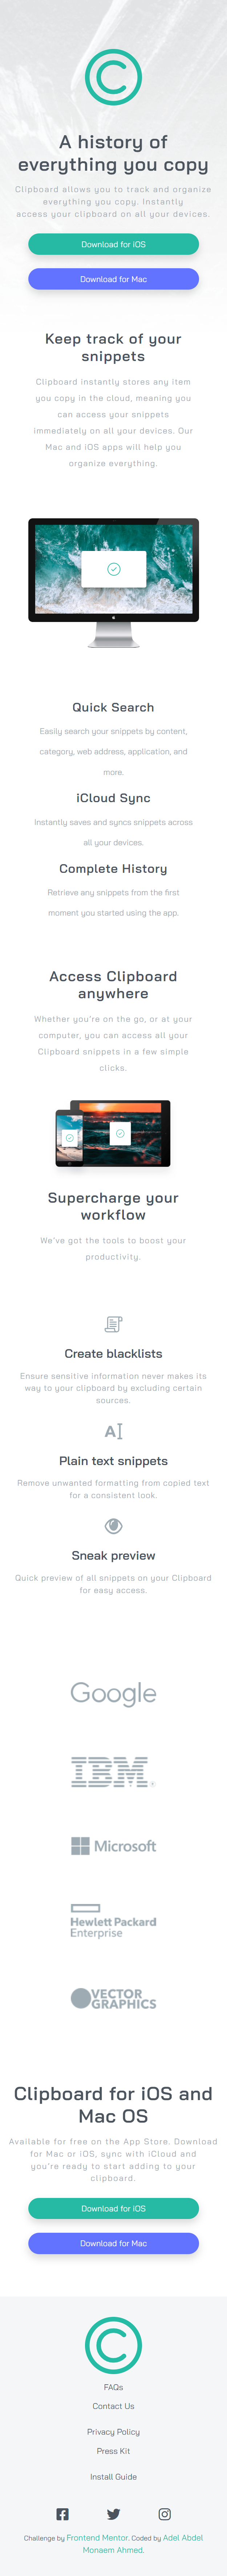 A history of
everything you copy
Clipboard allows you to track and organize
everything you copy. Instantly
access your clipboard on all your devices.
Download for iOS
Download for Mac
Keep track of your
snippets
Clipboard instantly stores any item
you copy in the cloud, meaning you
can access your snippets
immediately on all your devices. Our
Mac and iOS apps will help you
organize everything.
Quick Search
Easily search your snippets by content,
category, web address, application, and
more.
iCloud Sync
Instantly saves and syncs snippets across
all your devices.
Complete History
Retrieve any snippets from the first
moment you started using the app.
Access Clipboard
anywhere
Whether you're on the go, or at your
computer, you can access all your
Clipboard snippets in a few simple
clicks.
Supercharge your
workflow
We've got the tools to boost your
productivity.
Create blacklists
Ensure sensitive information never makes its
way to your clipboard by excluding certain
sources.
A
Plain text snippets
Remove unwanted formatting from copied text
for a consistent look.
Sneak preview
Quick preview of all snippets on your Clipboard
for easy access.
Google
IBM
Microsoft
Hewlett Packard
Enterprise
VECTOR
GRAPHICS
Clipboard for iOS and
Mac OS
Available for free on the App Store. Download
for Mac or iOS, sync with iCloud and
you're ready to start adding to your
clipboard.
Download for iOS
Download for Mac
FAQs
Contact Us
Privacy Policy
Press Kit
Install Guide
Challenge by Frontend Mentor. Coded by Adel Abdel
Monaem Ahmed.